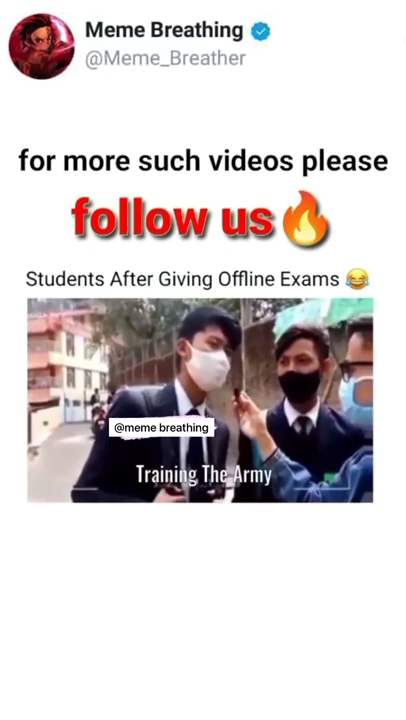 Meme Breathing
@Meme_Breather
for more such videos please
follow us🔥
Students After Giving Offline Exams 😂
@meme breathing
Training The Army